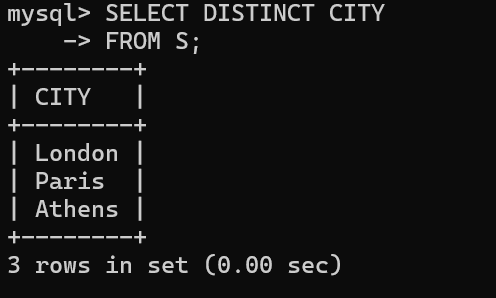 mysql> SELECT DISTINCT CITY
    -> FROM S;
+--------+
| CITY   |
+--------+
| London |
| Paris  |
| Athens |
+--------+
3 rows in set (0.00 sec)